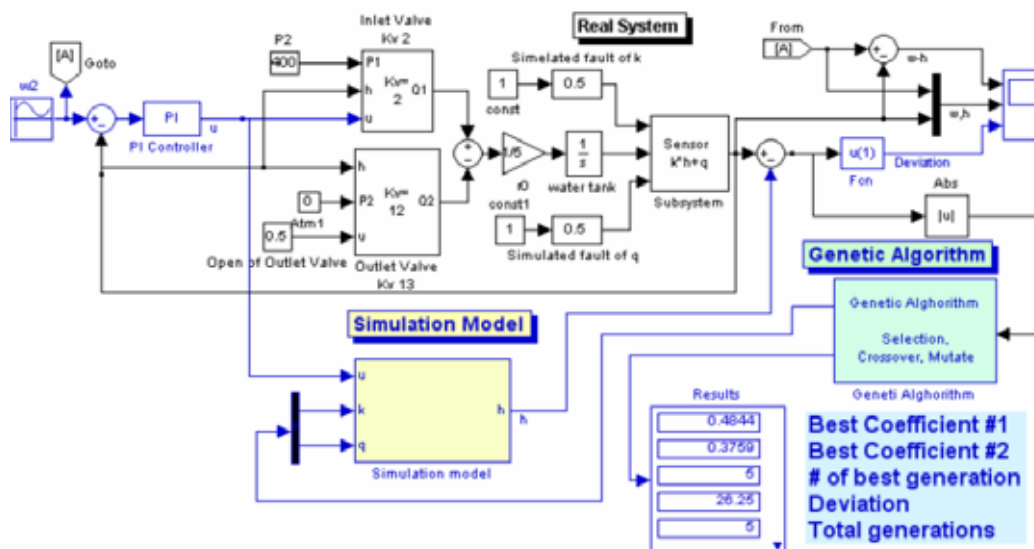 Inlet Valve
Kv 2
Real System
From
[A]
[A]
Goto
P2
400
P1
h
u
Kv=
2
Q1
Simelated fault of k
1
0.5
const
w-h
w,h
PI
u
PI Controller
h
P2
u
Kv=
12
Q2
0
Atm1
0.5
Open of Outlet Valve
Outlet Valve
Kv 13
1/5
r0
1
s
water tank
const1
1
0.5
Simulated fault of q
Sensor
k*h+q
Subsystem
u(1)
Fcn
Deviation
Abs
|u|
Genetic Algorithm
Genetic Alghorithm
Selection,
Crossover, Mutate
Geneti Alghorithm
Simulation Model
u
k
q
h
h
Simulation model
Results
0.4844
0.3759
5
26.25
5
Best Coefficient #1
Best Coefficient #2
# of best generation
Deviation
Total generations